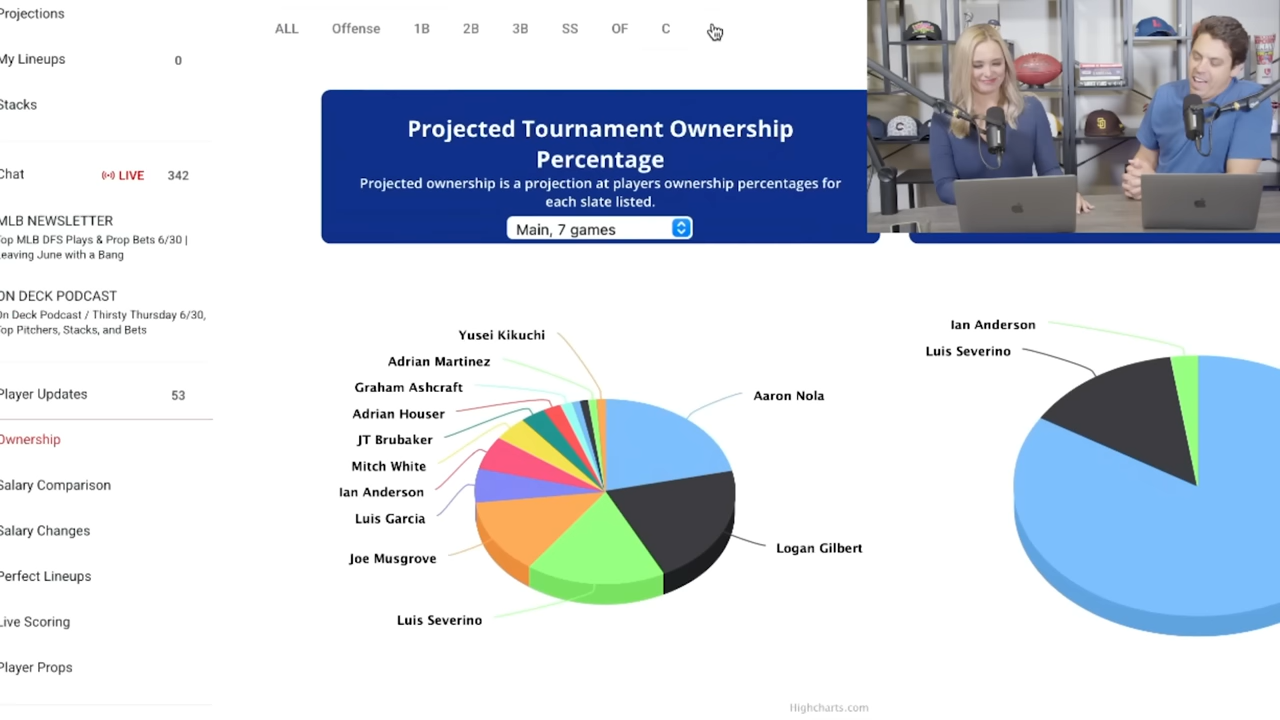 Projections
My Lineups 0
Stacks
Chat LIVE 342
MLB NEWSLETTER
Top MLB DFS Plays & Prop Bets 6/30 |
Leaving June with a Bang
ON DECK PODCAST
On Deck Podcast / Thirsty Thursday 6/30,
Top Pitchers, Stacks, and Bets
Player Updates 53
Ownership
Salary Comparison
Salary Changes
Perfect Lineups
Live Scoring
Player Props
ALL Offense 1B 2B 3B SS OF C
Projected Tournament Ownership
Percentage
Projected ownership is a projection at players ownership percentages for
each slate listed.
Main, 7 games
Yusei Kikuchi
Adrian Martinez
Graham Ashcraft
Adrian Houser
JT Brubaker
Mitch White
Ian Anderson
Luis Garcia
Joe Musgrove
Luis Severino
Aaron Nola
Logan Gilbert
Ian Anderson
Luis Severino
Highcharts.com